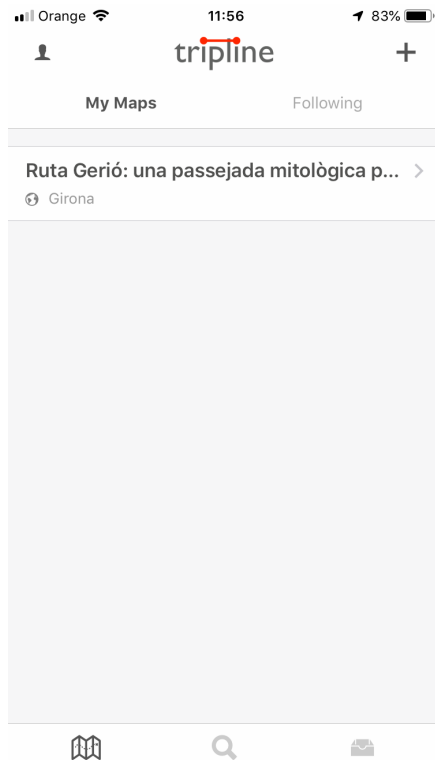 Orange 11:56 83%
tripline
My Maps Following
Ruta Gerió: una passejada mitològica p...
Girona